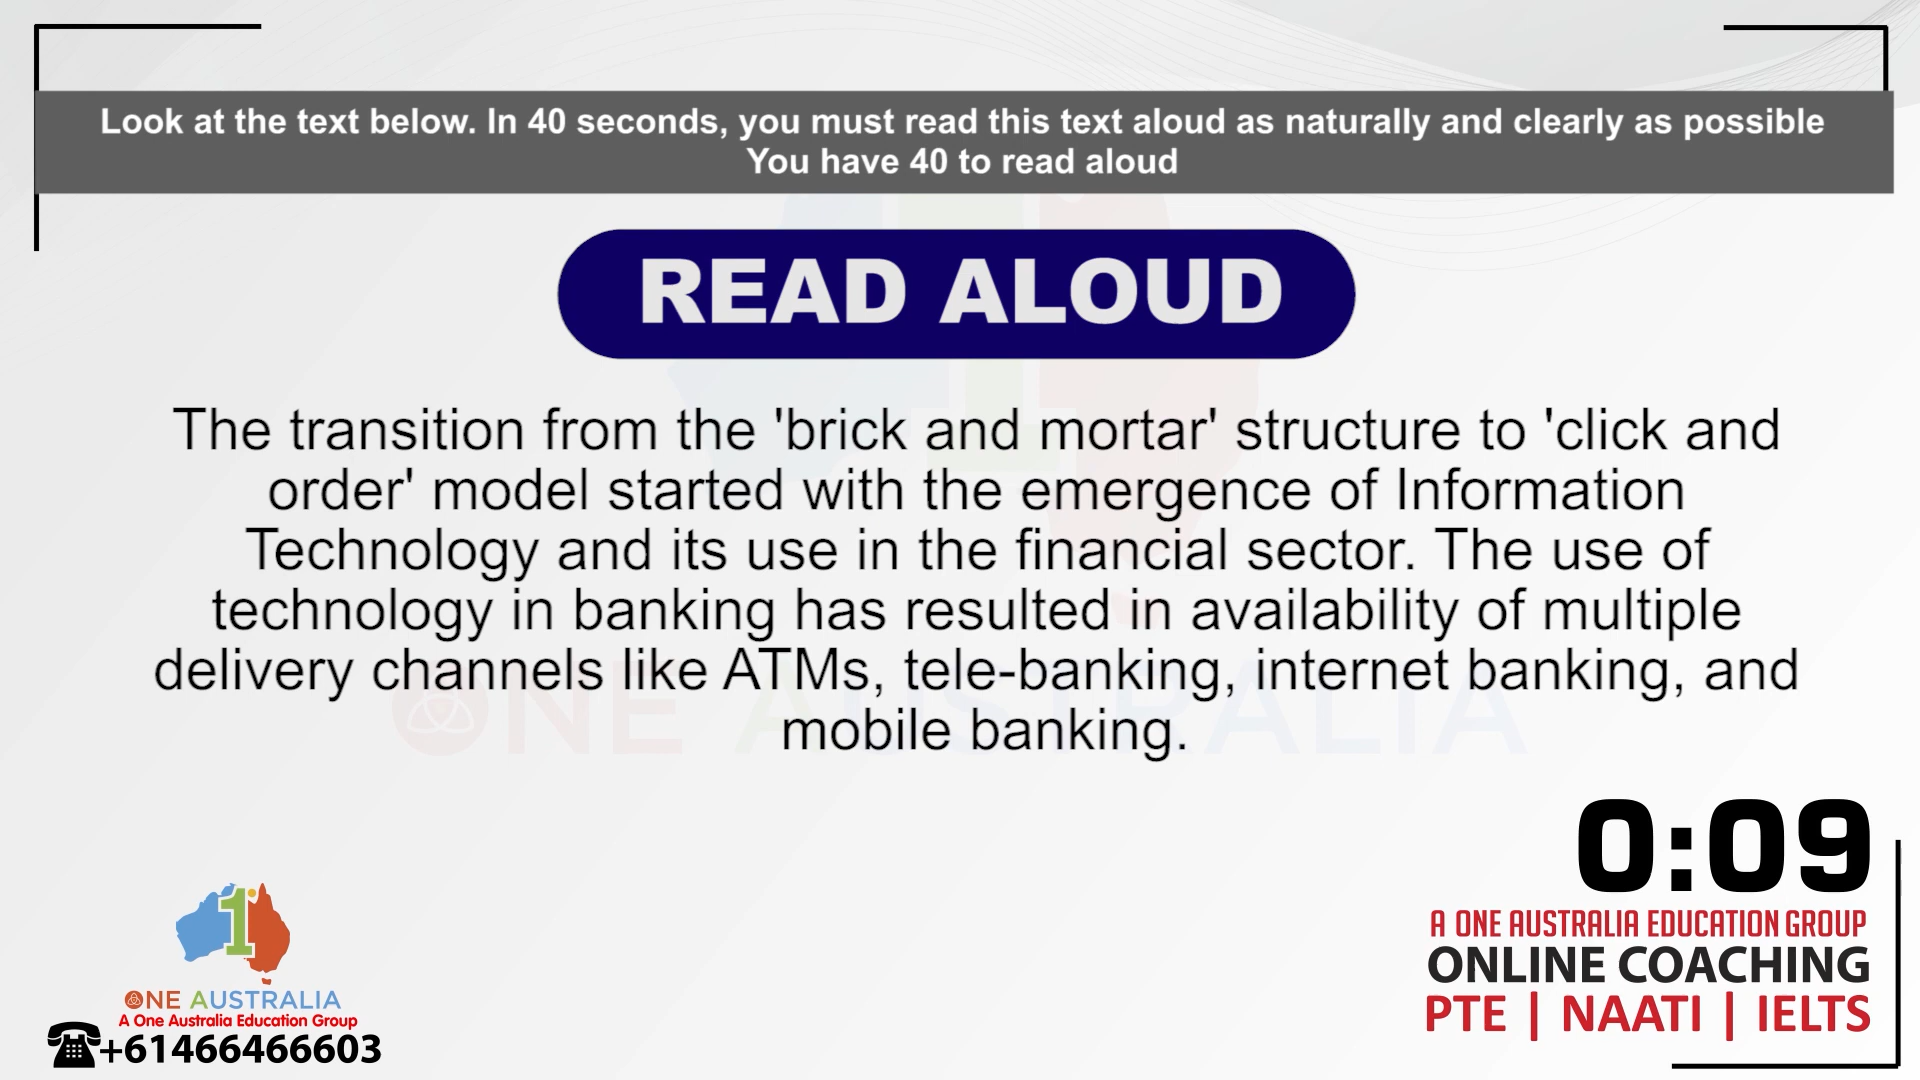 Look at the text below. In 40 seconds, you must read this text aloud as naturally and clearly as possible
You have 40 to read aloud
READ ALOUD
The transition from the 'brick and mortar' structure to 'click and
order' model started with the emergence of Information
Technology and its use in the financial sector. The use of
technology in banking has resulted in availability of multiple
delivery channels like ATMs, tele-banking, internet banking, and
mobile banking.
ONE AUSTRALIA
0:09
A ONE AUSTRALIA EDUCATION GROUP
ONLINE COACHING
PTE | NAATI | IELTS
1
ONE AUSTRALIA
A One Australia Education Group
+61466466603